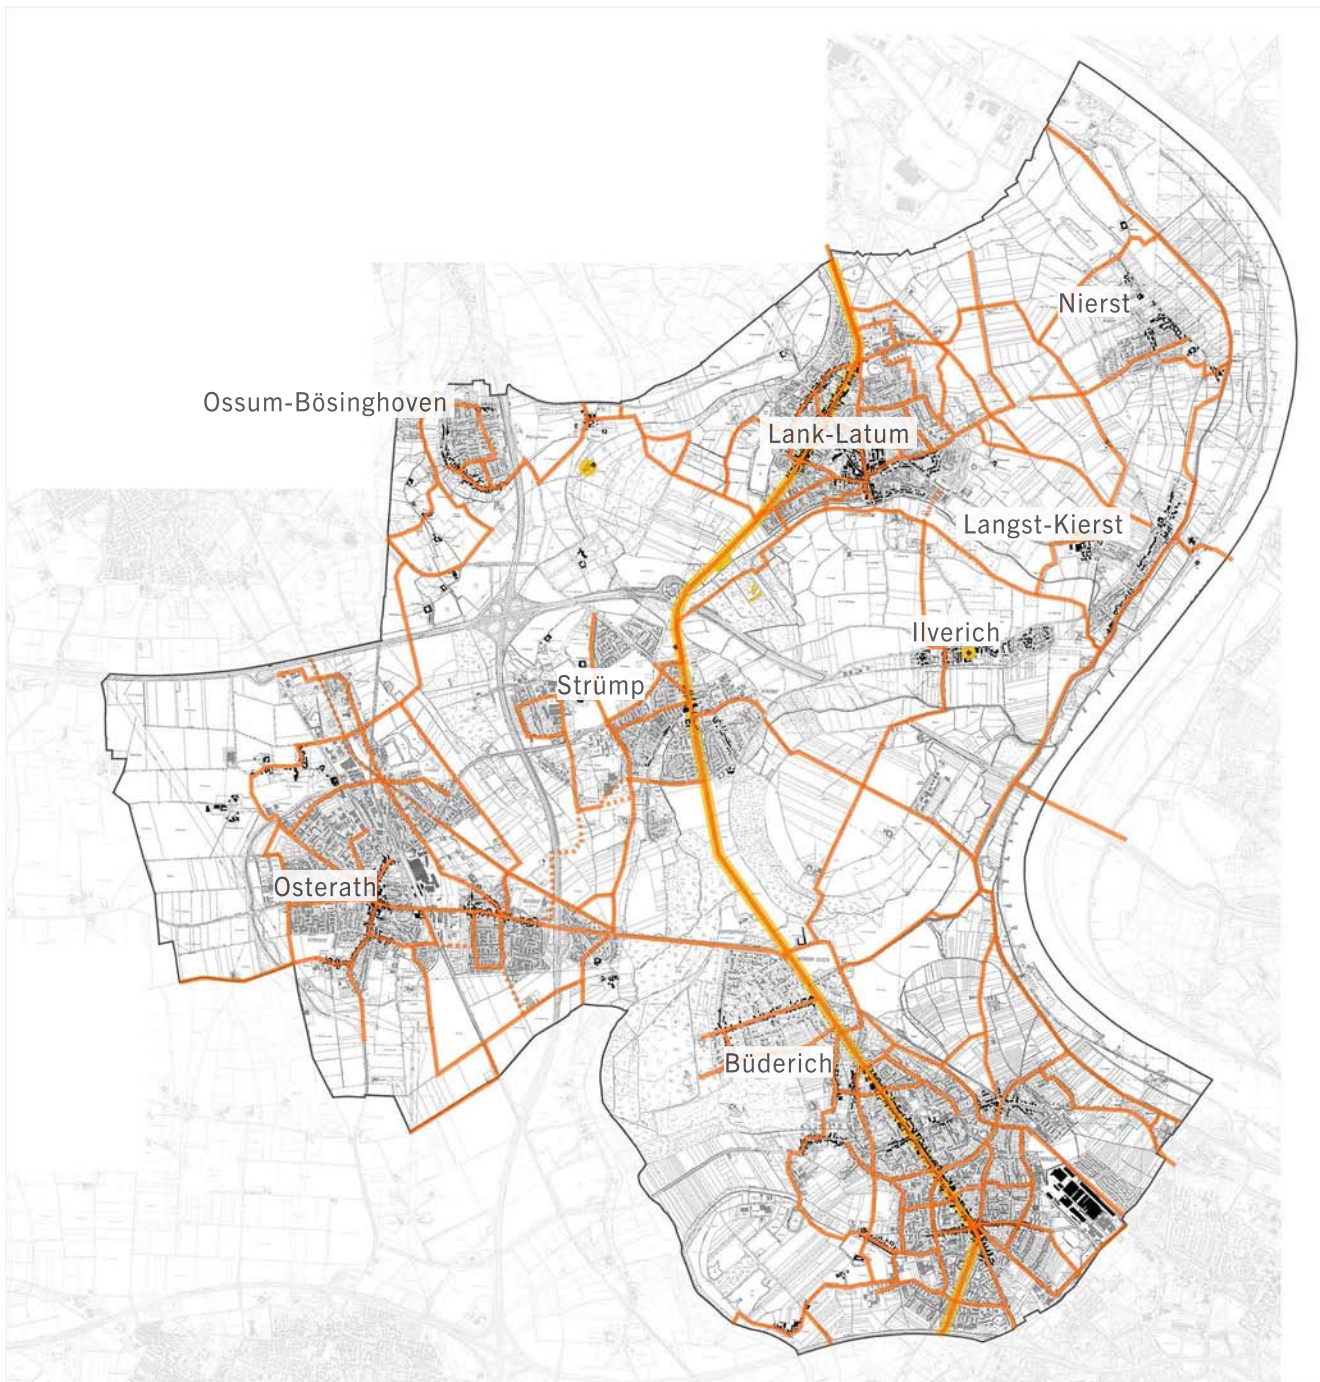 Nierst
Ossum-Bösinghoven
Lank-Latum
Langst-Kierst
Ilverich
Strümp
Osterath
Büderich